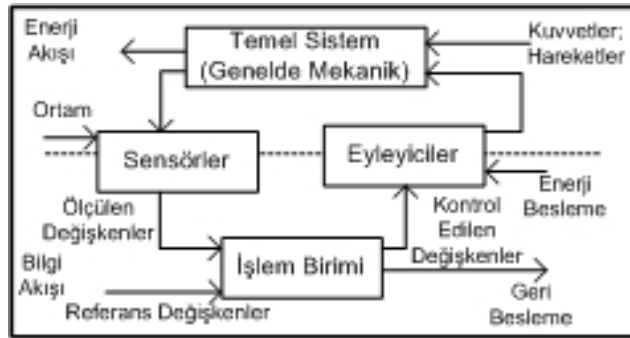 Enerji
Akışı
Temel Sistem
(Genelde Mekanik)
Kuvvetler;
Hareketler
Ortam
Sensörler
Eyleyiciler
Enerji
Besleme
Ölçülen
Değişkenler
Kontrol
Edilen
Değişkenler
İşlem Birimi
Bilgi
Akışı
Referans Değişkenler
Geri
Besleme